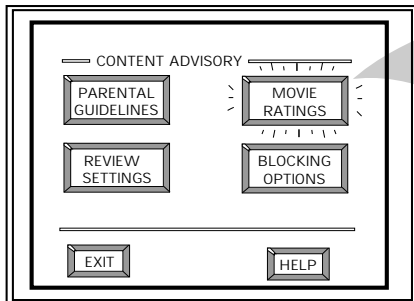 CONTENT ADVISORY
PARENTAL
GUIDELINES
MOVIE
RATINGS
REVIEW
SETTINGS
BLOCKING
OPTIONS
EXIT
HELP